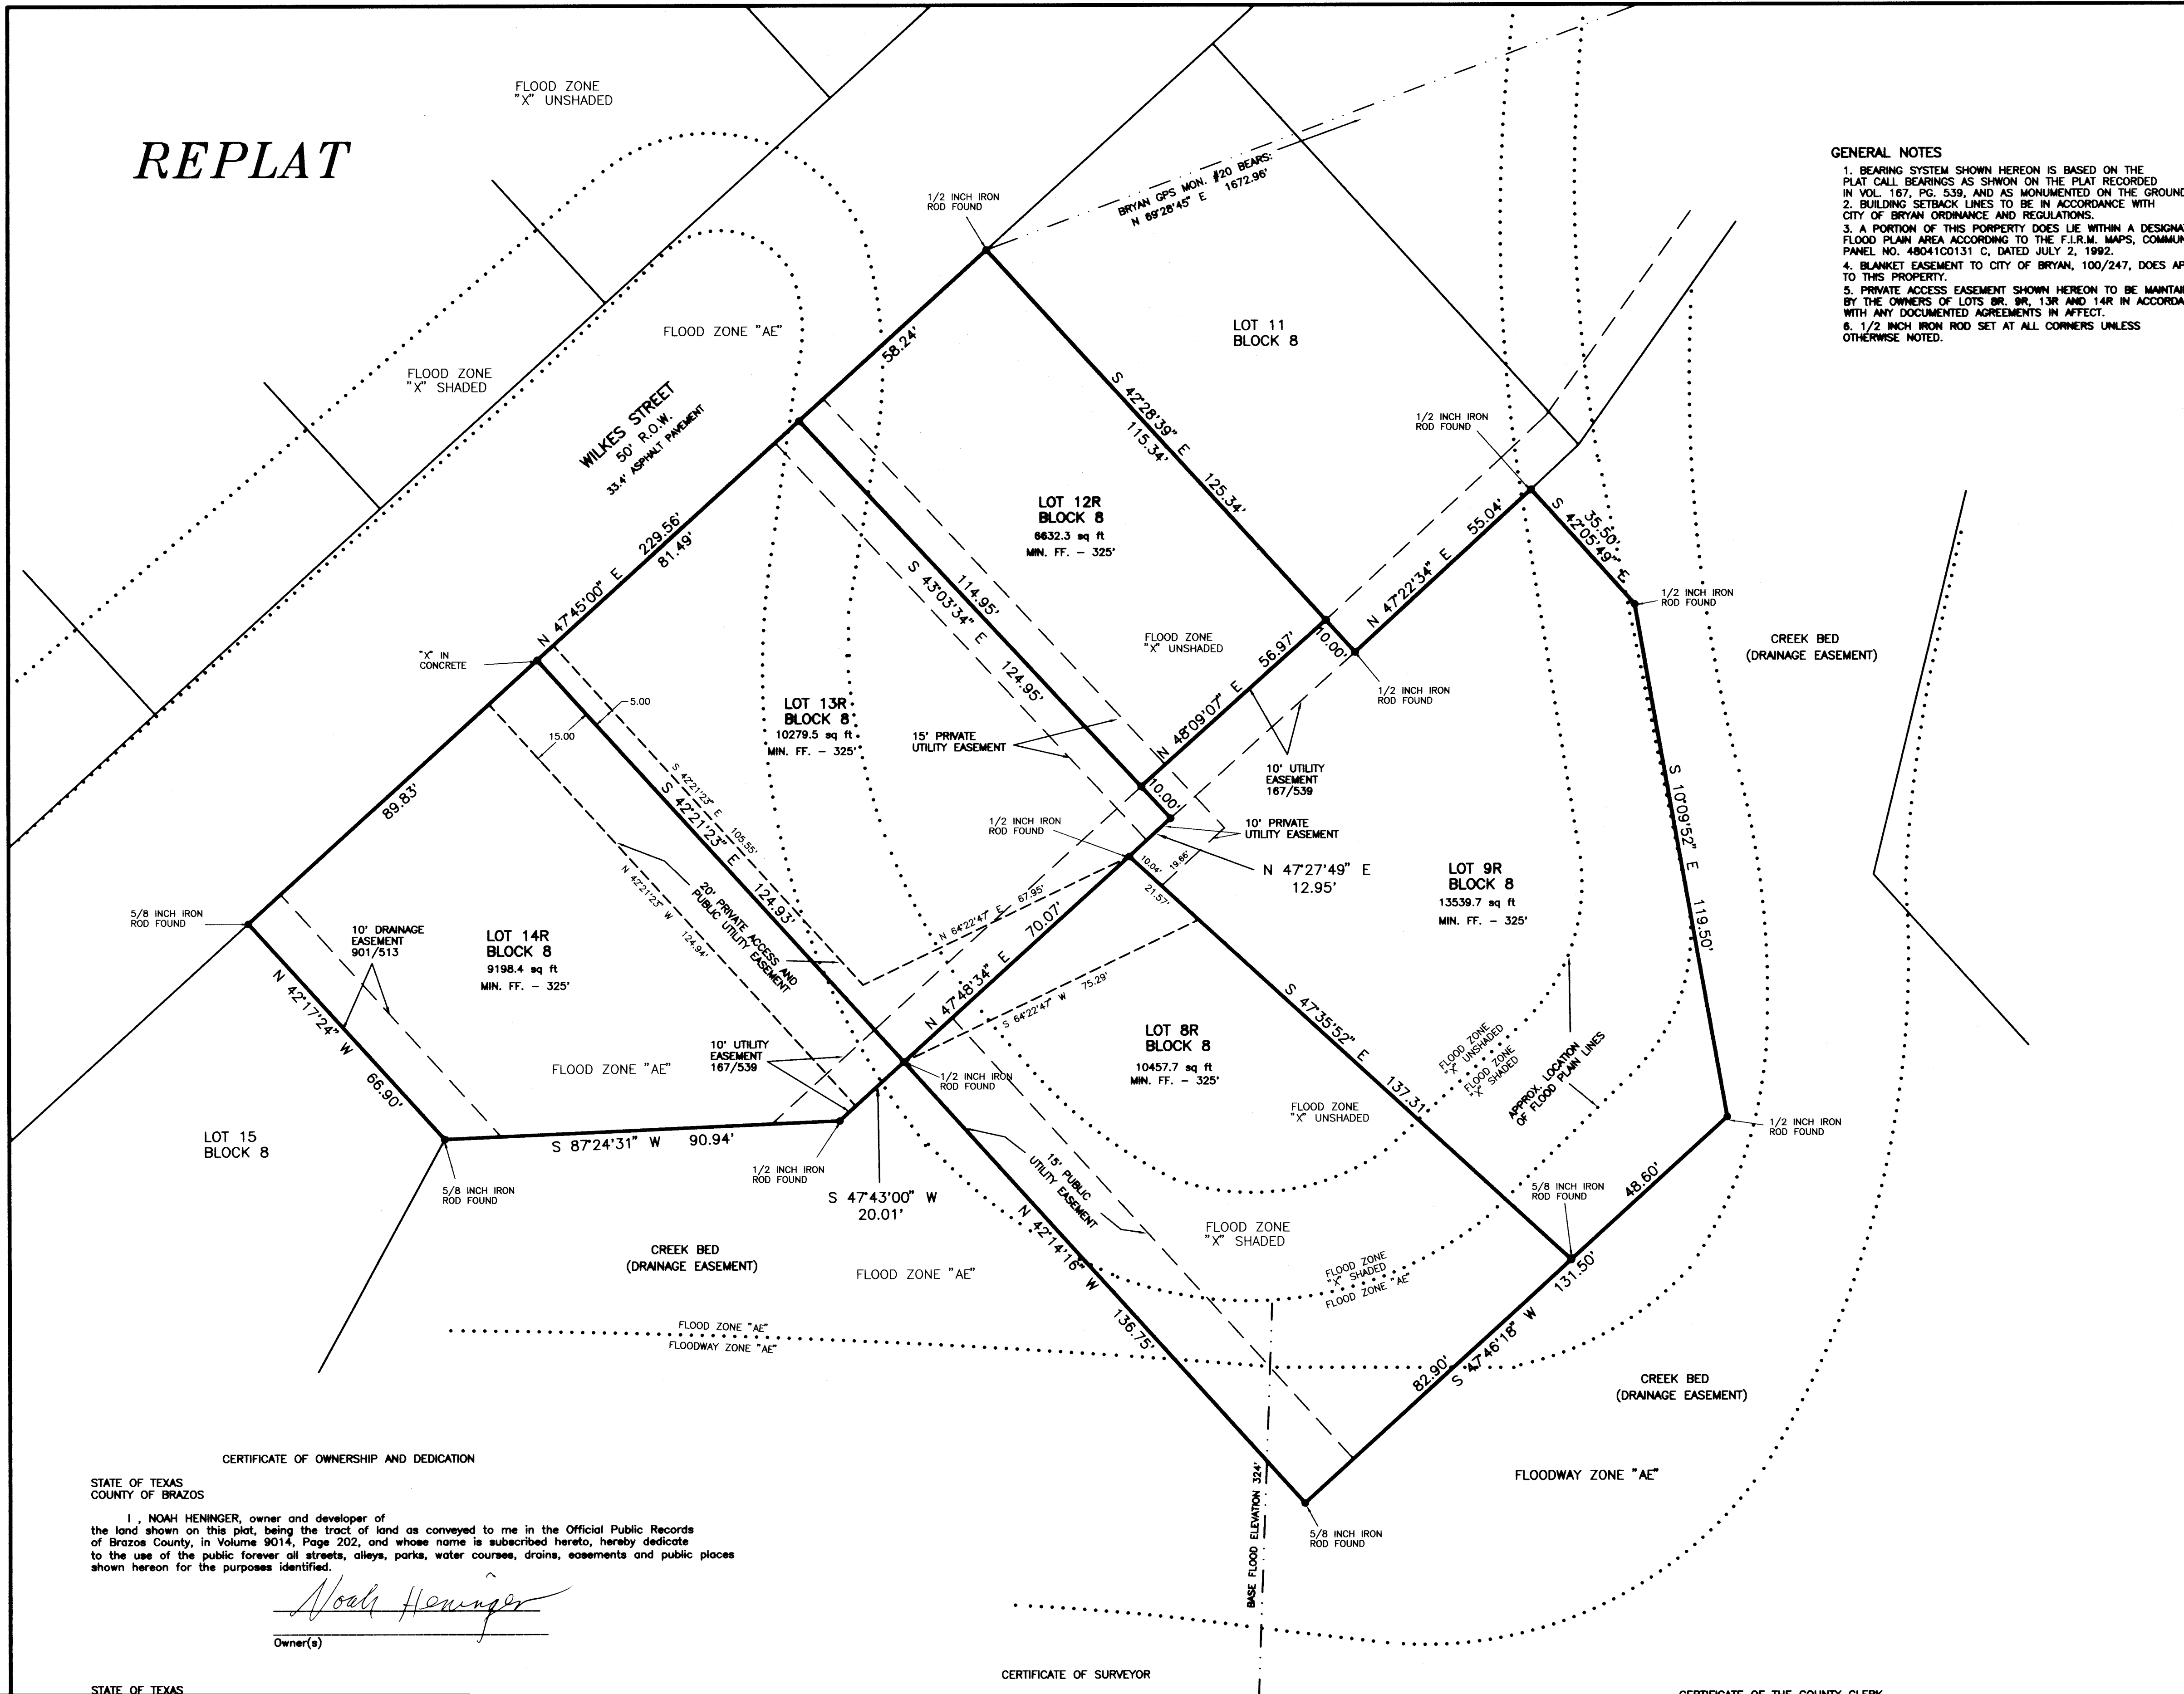 REPLAT
FLOOD ZONE
"X" UNSHADED
FLOOD ZONE
"X" SHADED
FLOOD ZONE "AE"
WILKES STREET
50' R.O.W.
33.4' ASPHALT PAVEMENT
1/2 INCH IRON
ROD FOUND
BRYAN GPS MON. #20 BEARS:
N 69°28'45" E 1672.96'
GENERAL NOTES
1. BEARING SYSTEM SHOWN HEREON IS BASED ON THE
PLAT CALL BEARINGS AS SHWON ON THE PLAT RECORDED
IN VOL. 167, PG. 539, AND AS MONUMENTED ON THE GROUND
2. BUILDING SETBACK LINES TO BE IN ACCORDANCE WITH
CITY OF BRYAN ORDINANCE AND REGULATIONS.
3. A PORTION OF THIS PORPERTY DOES LIE WITHIN A DESIGNA
FLOOD PLAIN AREA ACCORDING TO THE F.I.R.M. MAPS, COMMUN
PANEL NO. 48041C0131 C, DATED JULY 2, 1992.
4. BLANKET EASEMENT TO CITY OF BRYAN, 100/247, DOES AP
TO THIS PROPERTY.
5. PRIVATE ACCESS EASEMENT SHOWN HEREON TO BE MAINTAI
BY THE OWNERS OF LOTS 8R. 9R, 13R AND 14R IN ACCORDA
WITH ANY DOCUMENTED AGREEMENTS IN AFFECT.
6. 1/2 INCH IRON ROD SET AT ALL CORNERS UNLESS
OTHERWISE NOTED.
LOT 11
BLOCK 8
58.24'
S 42°28'39" E
115.34'
125.34'
1/2 INCH IRON
ROD FOUND
LOT 12R
BLOCK 8
6632.3 sq ft
MIN. FF. - 325'
N 47°45'00" E
229.56'
81.49'
S 43°03'34" E
114.95'
124.95'
FLOOD ZONE
"X" UNSHADED
N 47°22'34" E 55.04'
35.50'
S 42°05'49" E
1/2 INCH IRON
ROD FOUND
CREEK BED
(DRAINAGE EASEMENT)
"X" IN
CONCRETE
N 48°09'07" E 56.97'
10.00'
1/2 INCH IRON
ROD FOUND
LOT 13R
BLOCK 8
10279.5 sq ft
MIN. FF. - 325'
5.00
15.00
15' PRIVATE
UTILITY EASEMENT
10' UTILITY
EASEMENT
167/539
10.00'
10' PRIVATE
UTILITY EASEMENT
1/2 INCH IRON
ROD FOUND
N 47°27'49" E
12.95'
10.04'
19.66'
21.57'
89.83'
S 42°21'23" E 105.55'
S 42°21'23" E 124.93'
20' PRIVATE ACCESS AND
PUBLIC UTILITY EASEMENT
N 42°21'23" W 124.94'
N 64°22'47" E 67.95'
N 47°48'34" E 70.07'
S 64°22'47" W 75.29'
LOT 9R
BLOCK 8
13539.7 sq ft
MIN. FF. - 325'
S 10°09'52" E 119.50'
5/8 INCH IRON
ROD FOUND
10' DRAINAGE
EASEMENT
901/513
LOT 14R
BLOCK 8
9198.4 sq ft
MIN. FF. - 325'
FLOOD ZONE "AE"
N 42°17'24" W 66.90'
10' UTILITY
EASEMENT
167/539
1/2 INCH IRON
ROD FOUND
LOT 8R
BLOCK 8
10457.7 sq ft
MIN. FF. - 325'
FLOOD ZONE
"X" UNSHADED
S 47°35'52" E 137.31'
FLOOD ZONE
"X" UNSHADED
FLOOD ZONE
"X" SHADED
APPROX. LOCATION
OF FLOOD PLAIN LINES
1/2 INCH IRON
ROD FOUND
LOT 15
BLOCK 8
S 87°24'31" W 90.94'
5/8 INCH IRON
ROD FOUND
1/2 INCH IRON
ROD FOUND
S 47°43'00" W
20.01'
15' PUBLIC
UTILITY EASEMENT
N 42°14'16" W 136.75'
FLOOD ZONE
"X" SHADED
5/8 INCH IRON
ROD FOUND
48.60'
131.50'
S 47°46'18" W
82.90'
CREEK BED
(DRAINAGE EASEMENT)
FLOOD ZONE "AE"
FLOOD ZONE
"X" SHADED
FLOOD ZONE "AE"
FLOOD ZONE "AE"
FLOODWAY ZONE "AE"
CREEK BED
(DRAINAGE EASEMENT)
FLOODWAY ZONE "AE"
BASE FLOOD ELEVATION 324'
5/8 INCH IRON
ROD FOUND
CERTIFICATE OF OWNERSHIP AND DEDICATION
STATE OF TEXAS
COUNTY OF BRAZOS
I , NOAH HENINGER, owner and developer of
the land shown on this plat, being the tract of land as conveyed to me in the Official Public Records
of Brazos County, in Volume 9014, Page 202, and whose name is subscribed hereto, hereby dedicate
to the use of the public forever all streets, alleys, parks, water courses, drains, easements and public places
shown hereon for the purposes identified.
Noah Heninger
Owner(s)
CERTIFICATE OF SURVEYOR
STATE OF TEXAS
CERTIFICATE OF THE COUNTY CLERK